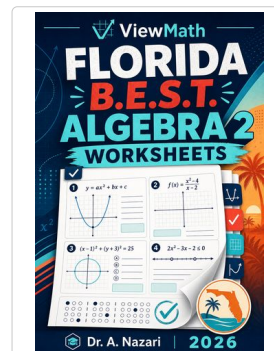 ViewMath
FLORIDA
B.E.S.T.
ALGEBRA 2
WORKSHEETS
1 y = ax² + bx + c
2 f(x) = x²-4 / x-2
3 (x-1)² + (y+3)² = 25
4 2x² - 3x - 2 ≤ 0
Dr. A. Nazari | 2026